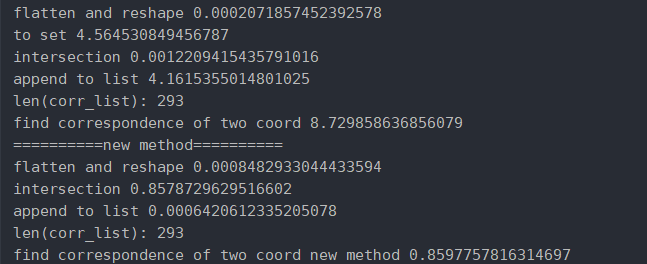 flatten and reshape 0.0002071857452392578
to set 4.564530849456787
intersection 0.0012209415435791016
append to list 4.1615355014801025
len(corr_list): 293
find correspondence of two coord 8.729858636856079
==========new method==========
flatten and reshape 0.0008482933044433594
intersection 0.8578729629516602
append to list 0.0006420612335205078
len(corr_list): 293
find correspondence of two coord new method 0.8597757816314697